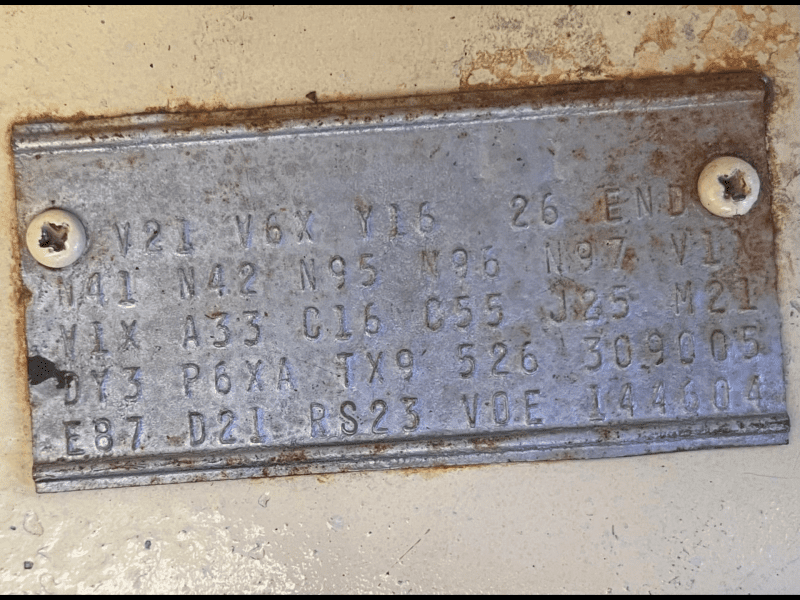 V21 V6X Y16 26 END
N41 N42 N95 N96 N97 V1X
V1X A33 C16 C55 J25 M21
DY3 P6XA TX9 526 309005
E87 D21 RS23 V0E 144604